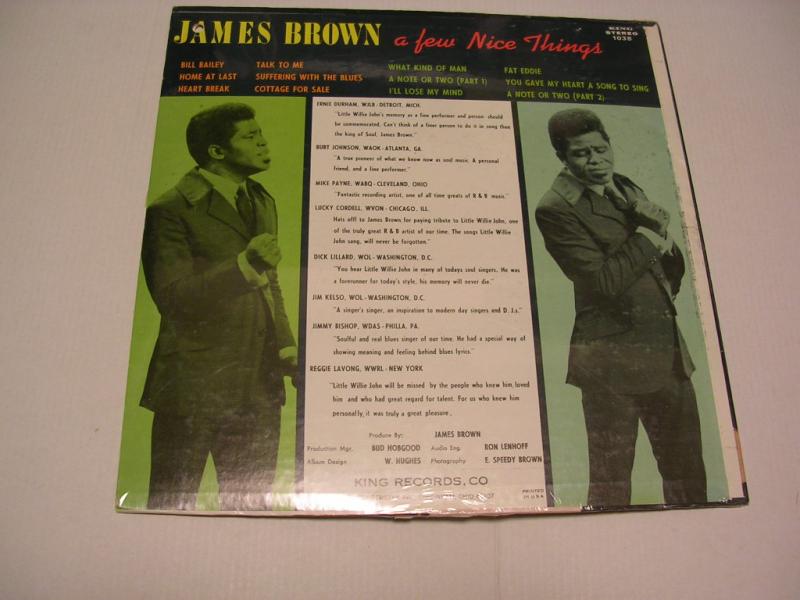 JAMES BROWN a few Nice Things
KING
STEREO
1038
BILL BAILEY
HOME AT LAST
HEART BREAK
TALK TO ME
SUFFERING WITH THE BLUES
COTTAGE FOR SALE
WHAT KIND OF MAN
A NOTE OR TWO (PART 1)
I'LL LOSE MY MIND
FAT EDDIE
YOU GAVE MY HEART A SONG TO SING
A NOTE OR TWO (PART 2)
ERNIE DURHAM, WJLB - DETROIT, MICH.
"Little Willie John's memory as a fine performer and person should
be commemorated. Can't think of a finer person to do it in song than
the king of Soul, James Brown."
BURT JOHNSON, WAOK - ATLANTA, GA.
"A true pioneer of what we know now as soul music. A personal
friend, and a fine performer."
MIKE PAYNE, WABQ - CLEVELAND, OHIO
"Fantastic recording artist, one of all time greats of R & B music."
LUCKY CORDELL, WVON - CHICAGO, ILL.
Hats off! to James Brown for paying tribute to Little Willie John, one
of the truly great R & B artist of our time. The songs Little Willie
John sang, will never be forgotten."
DICK LILLARD, WOL - WASHINGTON, D.C.
"You hear Little Willie John in many of todays soul singers. He was
a forerunner for today's style, his memory will never die."
JIM KELSO, WOL - WASHINGTON, D.C.
"A singer's singer, an inspiration to modern day singers and D. J.s."
JIMMY BISHOP, WDAS - PHILLA, PA.
"Soulful and real blues singer of our time. He had a special way of
showing meaning and feeling behind blues lyrics."
REGGIE LAVONG, WWRL - NEW YORK
"Little Willie John will be missed by the people who knew him, loved
him and who had great regard for talent. For us who knew him
personally, it was truly a great pleasure.
Produce By: JAMES BROWN
Production Mgr. BUD HOBGOOD Audio Eng. RON LENHOFF
Album Design W. HUGHES Photography E. SPEEDY BROWN
KING RECORDS, CO
PRINTED
IN U.S.A.